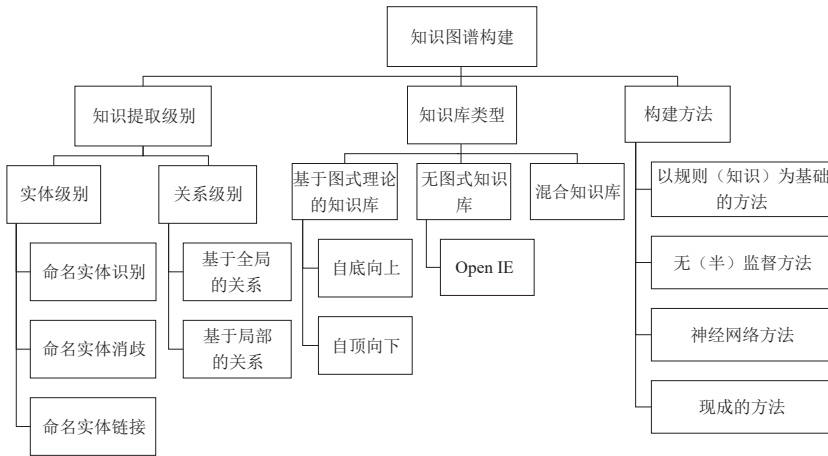 知识图谱构建
知识提取级别
知识库类型
构建方法
实体级别
关系级别
基于图式理论
的知识库
无图式知识
库
混合知识库
以规则（知识）为基础
的方法
命名实体识别
基于全局
的关系
自底向上
Open IE
无（半）监督方法
命名实体消歧
基于局部
的关系
自顶向下
神经网络方法
命名实体链接
现成的方法